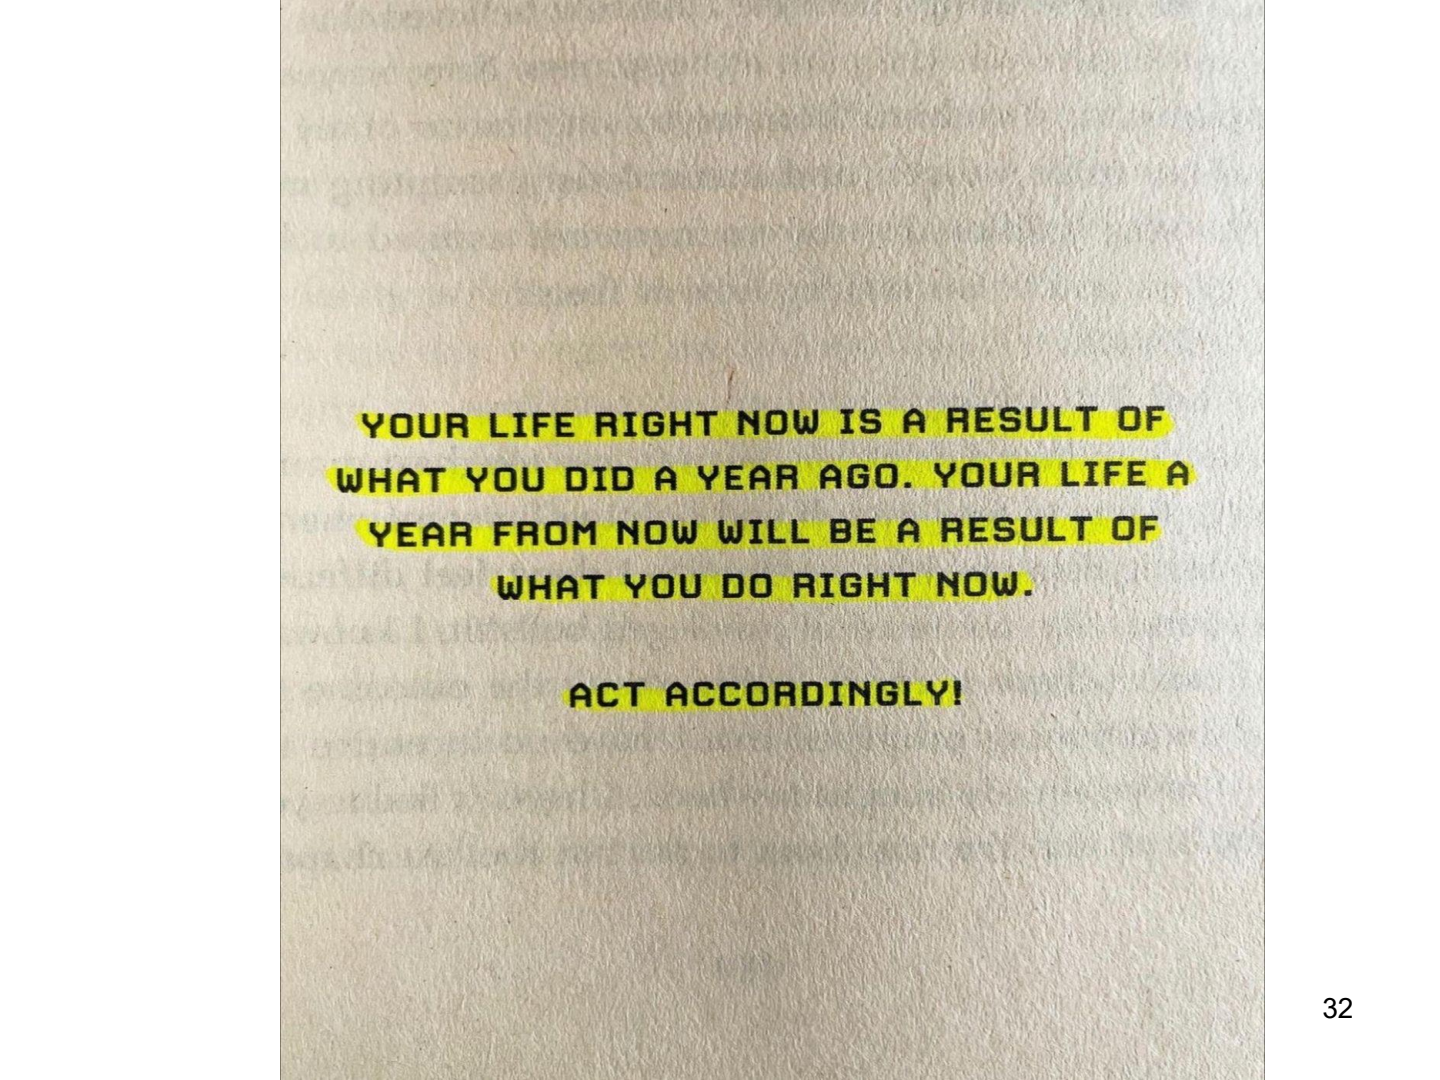 YOUR LIFE RIGHT NOW IS A RESULT OF
WHAT YOU DID A YEAR AGO. YOUR LIFE A
YEAR FROM NOW WILL BE A RESULT OF
WHAT YOU DO RIGHT NOW.
ACT ACCORDINGLY!
32